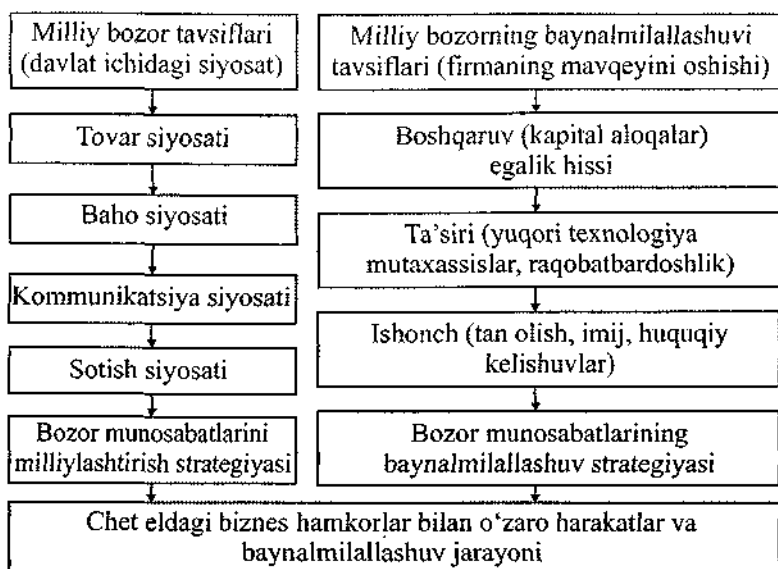 Milliy bozor tavsiflari
(davlat ichidagi siyosat)
Tovar siyosati
Baho siyosati
Kommunikatsiya siyosati
Sotish siyosati
Bozor munosabatlarini
milliylashtirish strategiyasi
Milliy bozorning baynalmilallashuvi
tavsiflari (firmaning mavqeyini oshishi)
Boshqaruv (kapital aloqalar)
egalik hissi
Ta’siri (yuqori texnologiya
mutaxassislar, raqobatbardoshlik)
Ishonch (tan olish, imij, huquqiy
kelishuvlar)
Bozor munosabatlarining
baynalmilallashuv strategiyasi
Chet eldagi biznes hamkorlar bilan o‘zaro harakatlar va
baynalmilallashuv jarayoni